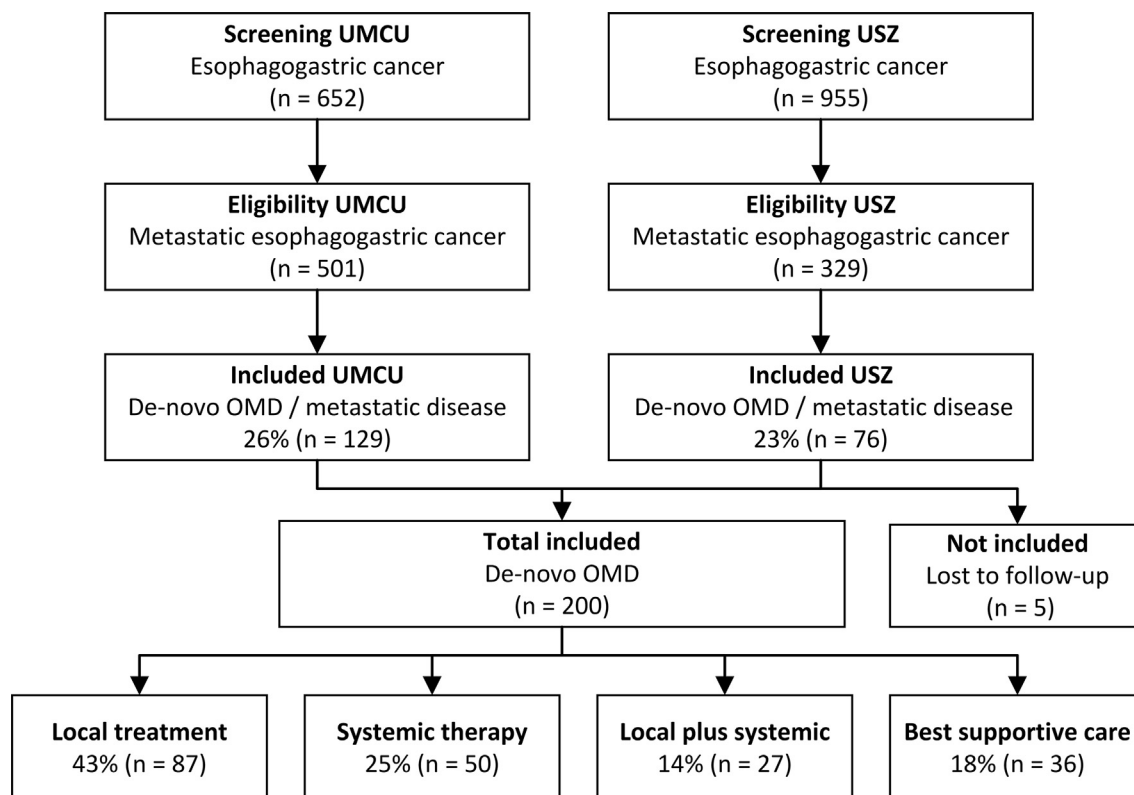 Screening UMCU
Esophagogastric cancer
(n = 652)
Screening USZ
Esophagogastric cancer
(n = 955)
Eligibility UMCU
Metastatic esophagogastric cancer
(n = 501)
Eligibility USZ
Metastatic esophagogastric cancer
(n = 329)
Included UMCU
De-novo OMD / metastatic disease
26% (n = 129)
Included USZ
De-novo OMD / metastatic disease
23% (n = 76)
Total included
De-novo OMD
(n = 200)
Not included
Lost to follow-up
(n = 5)
Local treatment
43% (n = 87)
Systemic therapy
25% (n = 50)
Local plus systemic
14% (n = 27)
Best supportive care
18% (n = 36)